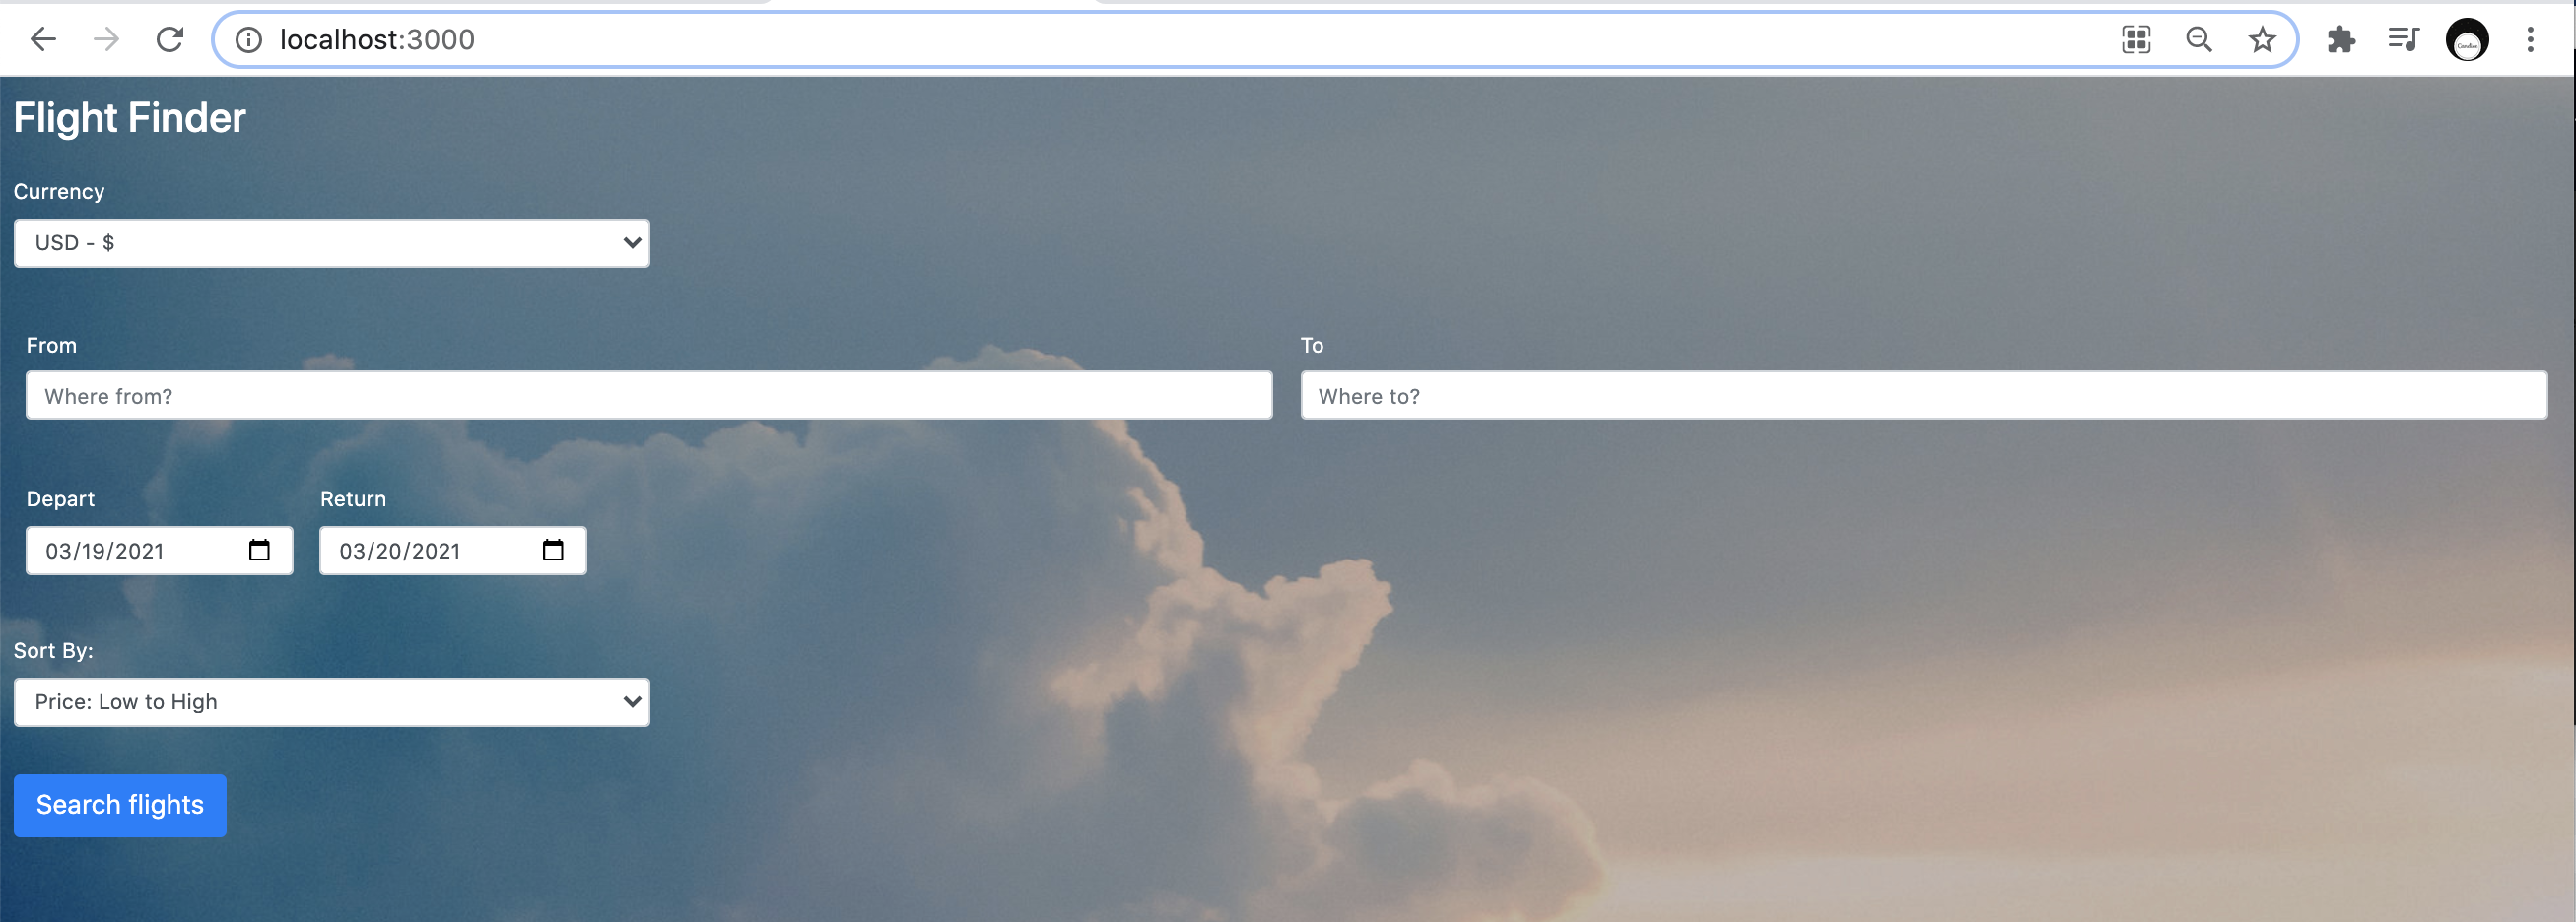 localhost:3000
Flight Finder
Currency
USD - $
From
To
Where from?
Where to?
Depart
Return
03/19/2021
03/20/2021
Sort By:
Price: Low to High
Search flights